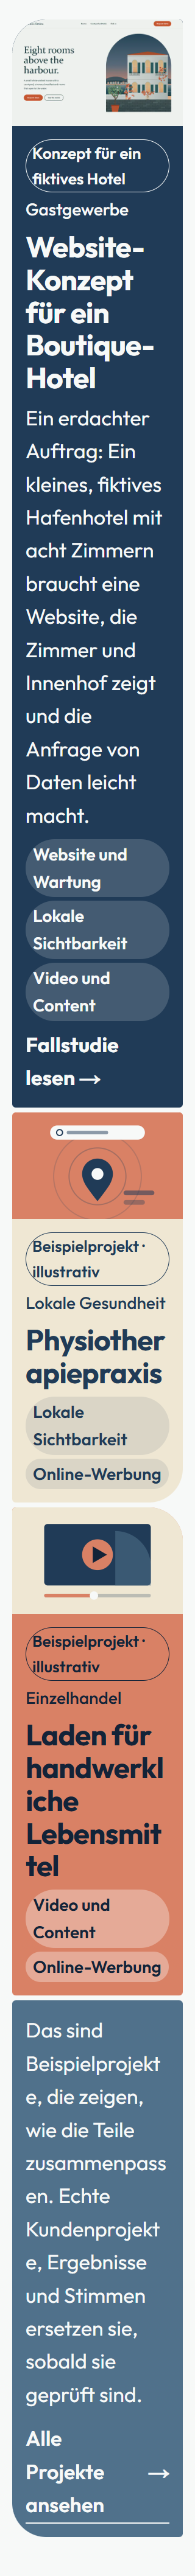 Eight rooms
above the
harbour.
Konzept für ein
fiktives Hotel
Gastgewerbe
Website-
Konzept
für ein
Boutique-
Hotel
Ein erdachter
Auftrag: Ein
kleines, fiktives
Hafenhotel mit
acht Zimmern
braucht eine
Website, die
Zimmer und
Innenhof zeigt
und die
Anfrage von
Daten leicht
macht.
Website und
Wartung
Lokale
Sichtbarkeit
Video und
Content
Fallstudie
lesen →
Beispielprojekt ·
illustrativ
Lokale Gesundheit
Physiother
apiepraxis
Lokale
Sichtbarkeit
Online-Werbung
Beispielprojekt ·
illustrativ
Einzelhandel
Laden für
handwerkl
iche
Lebensmit
tel
Video und
Content
Online-Werbung
Das sind
Beispielprojekt
e, die zeigen,
wie die Teile
zusammenpass
en. Echte
Kundenprojekt
e, Ergebnisse
und Stimmen
ersetzen sie,
sobald sie
geprüft sind.
Alle
Projekte →
ansehen